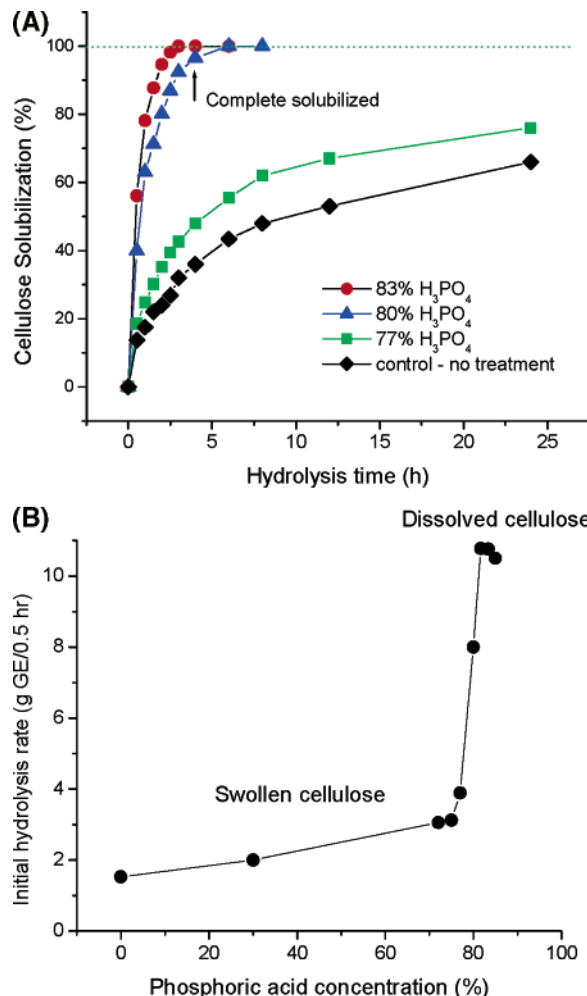 (A)
Cellulose Solubilization (%)
100
80
60
40
20
0
Complete solubilized
83% H₃PO₄
80% H₃PO₄
77% H₃PO₄
control - no treatment
0 5 10 15 20 25
Hydrolysis time (h)
(B)
Dissolved cellulose
Initial hydrolysis rate (g GE/0.5 hr)
10
8
6
4
2
0
Swollen cellulose
0 20 40 60 80 100
Phosphoric acid concentration (%)